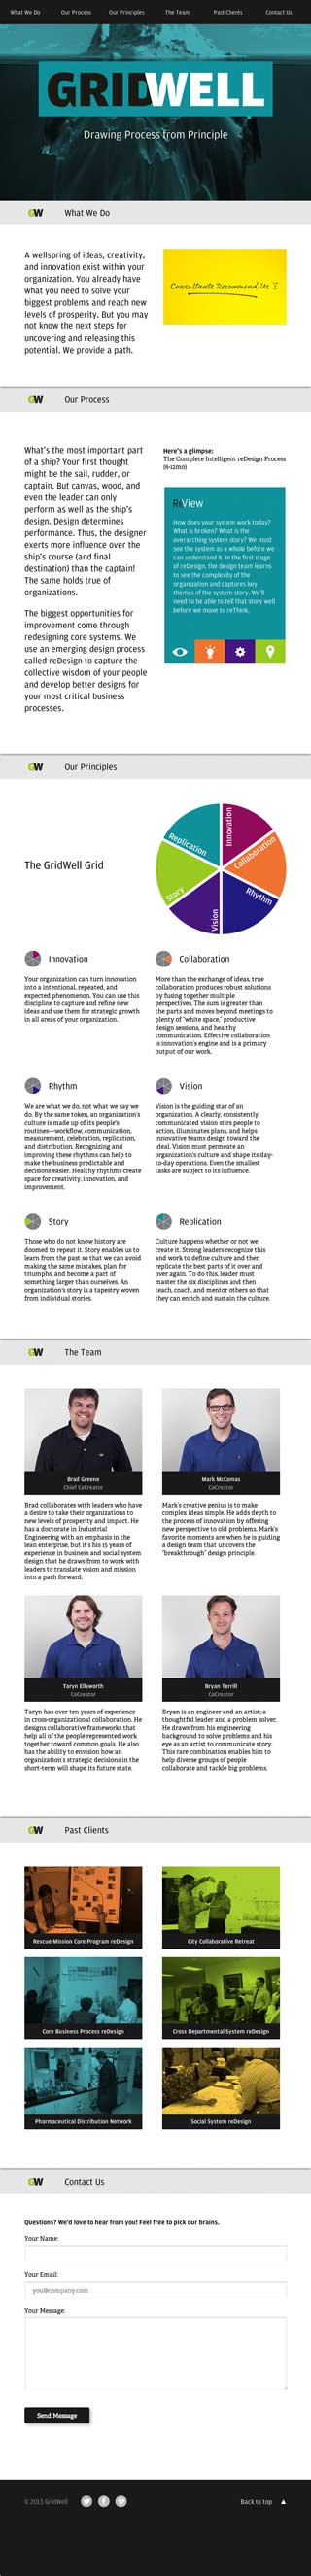 What We Do Our Process Our Principles The Team Past Clients Contact Us
GRIDWELL
Drawing Process from Principle
GW What We Do
A wellspring of ideas, creativity,
and innovation exist within your
organization. You already have
what you need to solve your
biggest problems and reach new
levels of prosperity. But you may
not know the next steps for
uncovering and releasing this
potential. We provide a path.
Consultants Recommend Us
GW Our Process
What's the most important part
of a ship? Your first thought
might be the sail, rudder, or
captain. But canvas, wood, and
even the leader can only
perform as well as the ship's
design. Design determines
performance. Thus, the designer
exerts more influence over the
ship's course (and final
destination) than the captain!
The same holds true of
organizations.
The biggest opportunities for
improvement come through
redesigning core systems. We
use an emerging design process
called reDesign to capture the
collective wisdom of your people
and develop better designs for
your most critical business
processes.
Here's a glimpse:
The Complete Intelligent reDesign Process
(6-12mo)
ReView
How does your system work today?
What is broken? What is the
overarching system story? We must
see the system as a whole before we
can understand it. In the first stage
of reDesign, the design team learns
to see the complexity of the
organization and captures key
themes of the system story. We'll
need to be able to tell that story well
before we move to reThink.
GW Our Principles
The GridWell Grid
Innovation
Collaboration
Rhythm
Vision
Story
Replication
Innovation
Your organization can turn innovation
into a intentional, repeated, and
expected phenomenon. You can use this
discipline to capture and refine new
ideas and use them for strategic growth
in all areas of your organization.
Collaboration
More than the exchange of ideas, true
collaboration produces robust solutions
by fusing together multiple
perspectives. The sum is greater than
the parts and moves beyond meetings to
plenty of "white space," productive
design sessions, and healthy
communication. Effective collaboration
is innovation's engine and is a primary
output of our work.
Rhythm
We are what we do, not what we say we
do. By the same token, an organization's
culture is made up of its people's
routines—workflow, communication,
measurement, celebration, replication,
and distribution. Recognizing and
improving these rhythms can help to
make the business predictable and
decisions easier. Healthy rhythms create
space for creativity, innovation, and
improvement.
Vision
Vision is the guiding star of an
organization. A clearly, consistently
communicated vision stirs people to
action, illuminates plans, and helps
innovative teams design toward the
ideal. Vision must permeate an
organization's culture and shape its day-
to-day operations. Even the smallest
tasks are subject to its influence.
Story
Those who do not know history are
doomed to repeat it. Story enables us to
learn from the past so that we can avoid
making the same mistakes, plan for
triumphs, and become a part of
something larger than ourselves. An
organization's story is a tapestry woven
from individual stories.
Replication
Culture happens whether or not we
create it. Strong leaders recognize this
and work to define culture and then
replicate the best parts of it over and
over again. To do this, leader must
master the six disciplines and then
teach, coach, and mentor others so that
they can enrich and sustain the culture.
GW The Team
Brad Greene
Chief CoCreator
Brad collaborates with leaders who have
a desire to take their organizations to
new levels of prosperity and impact. He
has a doctorate in Industrial
Engineering with an emphasis in the
lean enterprise, but it's his 15 years of
experience in business and social system
design that he draws from to work with
leaders to translate vision and mission
into a path forward.
Mark McComas
CoCreator
Mark's creative genius is to make
complex ideas simple. He adds depth to
the process of innovation by offering
new perspective to old problems. Mark's
favorite moments are when he is guiding
a design team that uncovers the
"breakthrough" design principle.
Taryn Ellsworth
CoCreator
Taryn has over ten years of experience
in cross-organizational collaboration. He
designs collaborative frameworks that
help all of the people represented work
together toward common goals. He also
has the ability to envision how an
organization's strategic decisions in the
short-term will shape its future state.
Bryan Terrill
CoCreator
Bryan is an engineer and an artist; a
thoughtful leader and a problem solver.
He draws from his engineering
background to solve problems and his
eye as an artist to communicate story.
This rare combination enables him to
help diverse groups of people
collaborate and tackle big problems.
GW Past Clients
Rescue Mission Core Program reDesign
City Collaborative Retreat
Core Business Process reDesign
Cross Departmental System reDesign
Pharmaceutical Distribution Network
Social System reDesign
GW Contact Us
Questions? We'd love to hear from you! Feel free to pick our brains.
Your Name:
Your Email:
you@company.com
Your Message:
Send Message
© 2013 GridWell
Back to top ▲